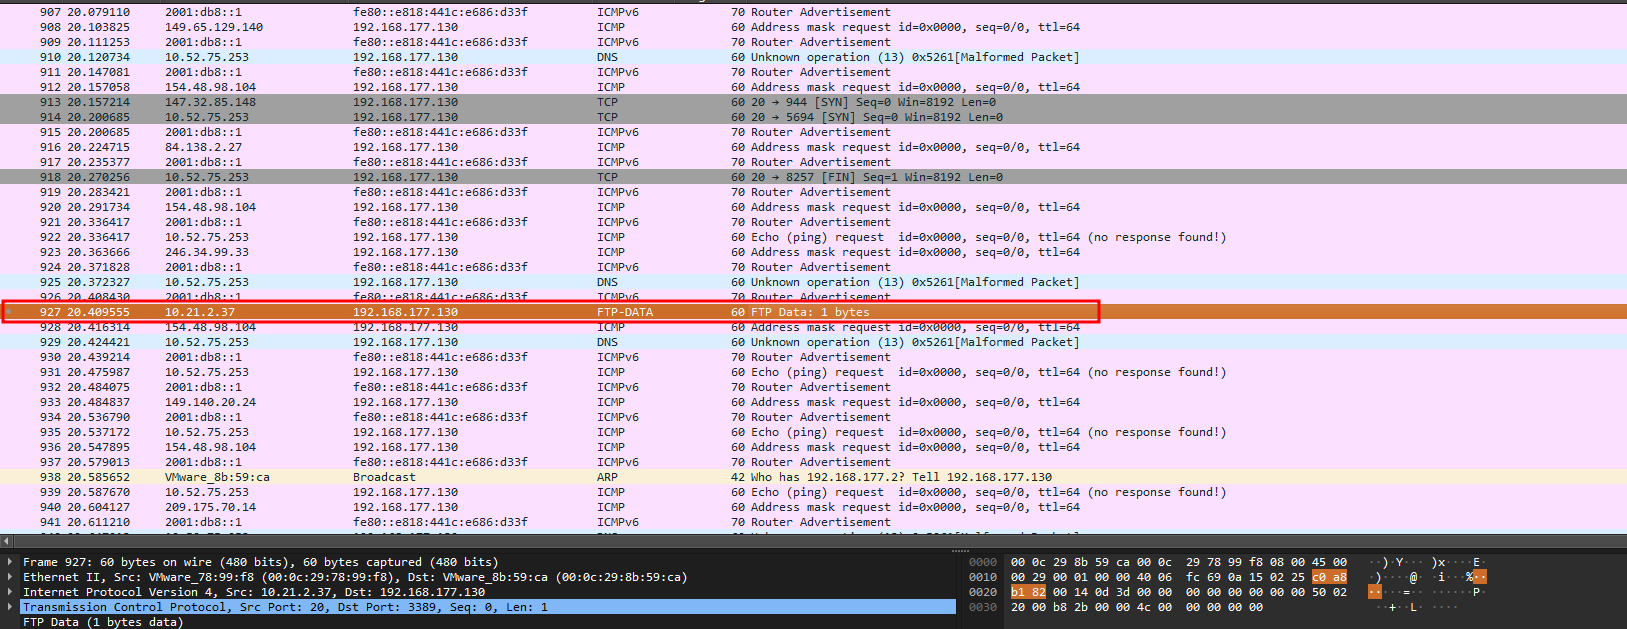 907 20.079110 2001:db8::1 fe80::e818:441c:e686:d33f ICMPv6 70 Router Advertisement
908 20.103825 149.65.129.140 192.168.177.130 ICMP 60 Address mask request id=0x0000, seq=0/0, ttl=64
909 20.111253 2001:db8::1 fe80::e818:441c:e686:d33f ICMPv6 70 Router Advertisement
910 20.120734 10.52.75.253 192.168.177.130 DNS 60 Unknown operation (13) 0x5261[Malformed Packet]
911 20.147081 2001:db8::1 fe80::e818:441c:e686:d33f ICMPv6 70 Router Advertisement
912 20.157058 154.48.98.104 192.168.177.130 ICMP 60 Address mask request id=0x0000, seq=0/0, ttl=64
913 20.157214 147.32.85.148 192.168.177.130 TCP 60 20 → 944 [SYN] Seq=0 Win=8192 Len=0
914 20.200685 10.52.75.253 192.168.177.130 TCP 60 20 → 5694 [SYN] Seq=0 Win=8192 Len=0
915 20.200685 2001:db8::1 fe80::e818:441c:e686:d33f ICMPv6 70 Router Advertisement
916 20.224715 84.138.2.27 192.168.177.130 ICMP 60 Address mask request id=0x0000, seq=0/0, ttl=64
917 20.235377 2001:db8::1 fe80::e818:441c:e686:d33f ICMPv6 70 Router Advertisement
918 20.270256 10.52.75.253 192.168.177.130 TCP 60 20 → 8257 [FIN] Seq=1 Win=8192 Len=0
919 20.283421 2001:db8::1 fe80::e818:441c:e686:d33f ICMPv6 70 Router Advertisement
920 20.291734 154.48.98.104 192.168.177.130 ICMP 60 Address mask request id=0x0000, seq=0/0, ttl=64
921 20.336417 2001:db8::1 fe80::e818:441c:e686:d33f ICMPv6 70 Router Advertisement
922 20.336417 10.52.75.253 192.168.177.130 ICMP 60 Echo (ping) request id=0x0000, seq=0/0, ttl=64 (no response found!)
923 20.363666 246.34.99.33 192.168.177.130 ICMP 60 Address mask request id=0x0000, seq=0/0, ttl=64
924 20.371828 2001:db8::1 fe80::e818:441c:e686:d33f ICMPv6 70 Router Advertisement
925 20.372327 10.52.75.253 192.168.177.130 DNS 60 Unknown operation (13) 0x5261[Malformed Packet]
926 20.408430 2001:db8::1 fe80::e818:441c:e686:d33f ICMPv6 70 Router Advertisement
927 20.409555 10.21.2.37 192.168.177.130 FTP-DATA 60 FTP Data: 1 bytes
928 20.416314 154.48.98.104 192.168.177.130 ICMP 60 Address mask request id=0x0000, seq=0/0, ttl=64
929 20.424421 10.52.75.253 192.168.177.130 DNS 60 Unknown operation (13) 0x5261[Malformed Packet]
930 20.439214 2001:db8::1 fe80::e818:441c:e686:d33f ICMPv6 70 Router Advertisement
931 20.475987 10.52.75.253 192.168.177.130 ICMP 60 Echo (ping) request id=0x0000, seq=0/0, ttl=64 (no response found!)
932 20.484075 2001:db8::1 fe80::e818:441c:e686:d33f ICMPv6 70 Router Advertisement
933 20.484837 149.140.20.24 192.168.177.130 ICMP 60 Address mask request id=0x0000, seq=0/0, ttl=64
934 20.536790 2001:db8::1 fe80::e818:441c:e686:d33f ICMPv6 70 Router Advertisement
935 20.537172 10.52.75.253 192.168.177.130 ICMP 60 Echo (ping) request id=0x0000, seq=0/0, ttl=64 (no response found!)
936 20.547895 154.48.98.104 192.168.177.130 ICMP 60 Address mask request id=0x0000, seq=0/0, ttl=64
937 20.579013 2001:db8::1 fe80::e818:441c:e686:d33f ICMPv6 70 Router Advertisement
938 20.585652 VMware_8b:59:ca Broadcast ARP 42 Who has 192.168.177.2? Tell 192.168.177.130
939 20.587670 10.52.75.253 192.168.177.130 ICMP 60 Echo (ping) request id=0x0000, seq=0/0, ttl=64 (no response found!)
940 20.604127 209.175.70.14 192.168.177.130 ICMP 60 Address mask request id=0x0000, seq=0/0, ttl=64
941 20.611210 2001:db8::1 fe80::e818:441c:e686:d33f ICMPv6 70 Router Advertisement
Frame 927: 60 bytes on wire (480 bits), 60 bytes captured (480 bits)
Ethernet II, Src: VMware_78:99:f8 (00:0c:29:78:99:f8), Dst: VMware_8b:59:ca (00:0c:29:8b:59:ca)
Internet Protocol Version 4, Src: 10.21.2.37, Dst: 192.168.177.130
Transmission Control Protocol, Src Port: 20, Dst Port: 3389, Seq: 0, Len: 1
FTP Data (1 bytes data)
0000 00 0c 29 8b 59 ca 00 0c 29 78 99 f8 08 00 45 00 ··)·Y··· )x····E·
0010 00 29 00 01 00 00 40 06 fc 69 0a 15 02 25 c0 a8 ·)····@· ·i···%··
0020 b1 82 00 14 0d 3d 00 00 00 00 00 00 00 00 50 02 ·····=·· ······P·
0030 20 00 b8 2b 00 00 4c 00 00 00 00 00 ··+··L· ····